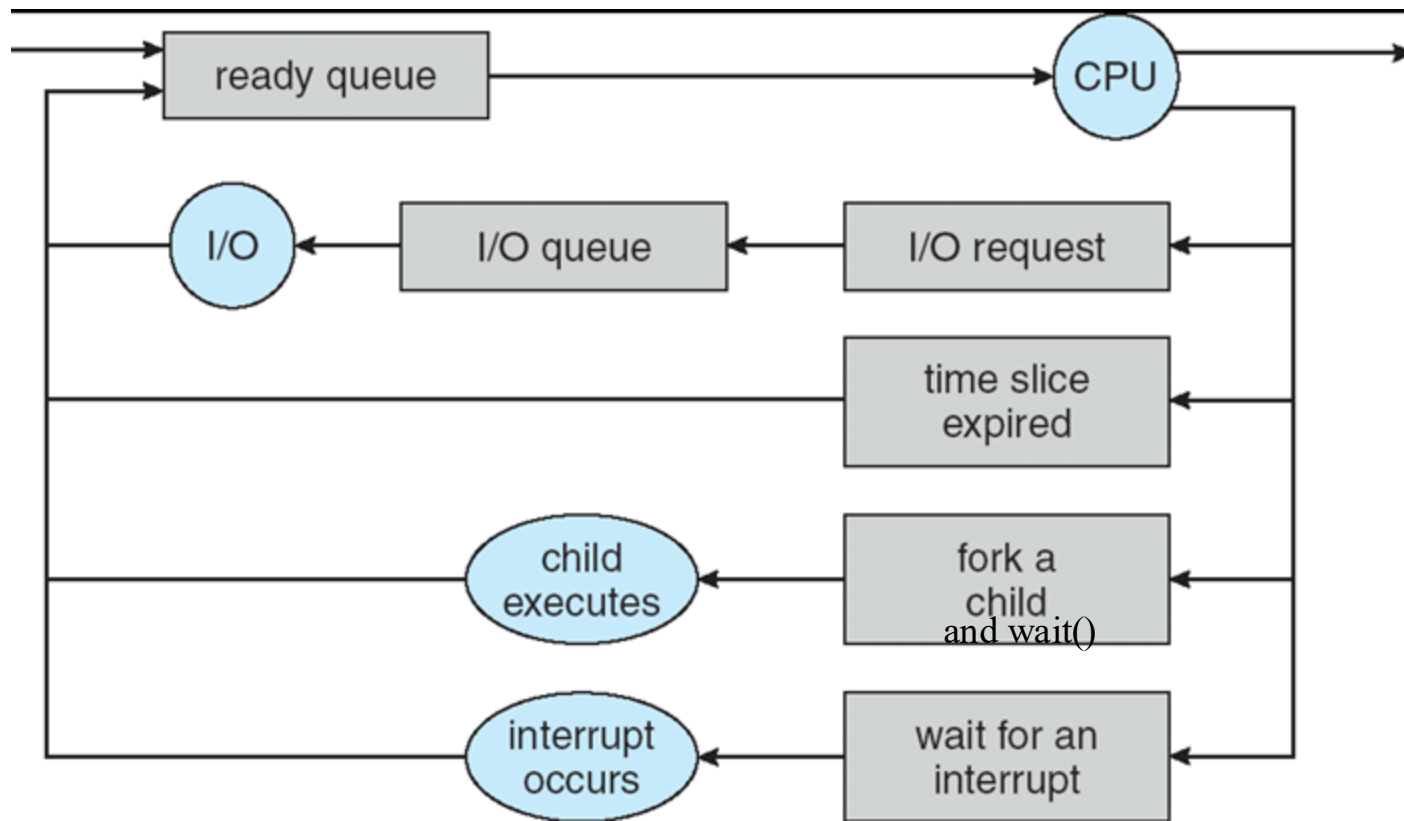 ready queue
CPU
I/O
I/O queue
I/O request
time slice
expired
child
executes
fork a
child
and wait()
interrupt
occurs
wait for an
interrupt